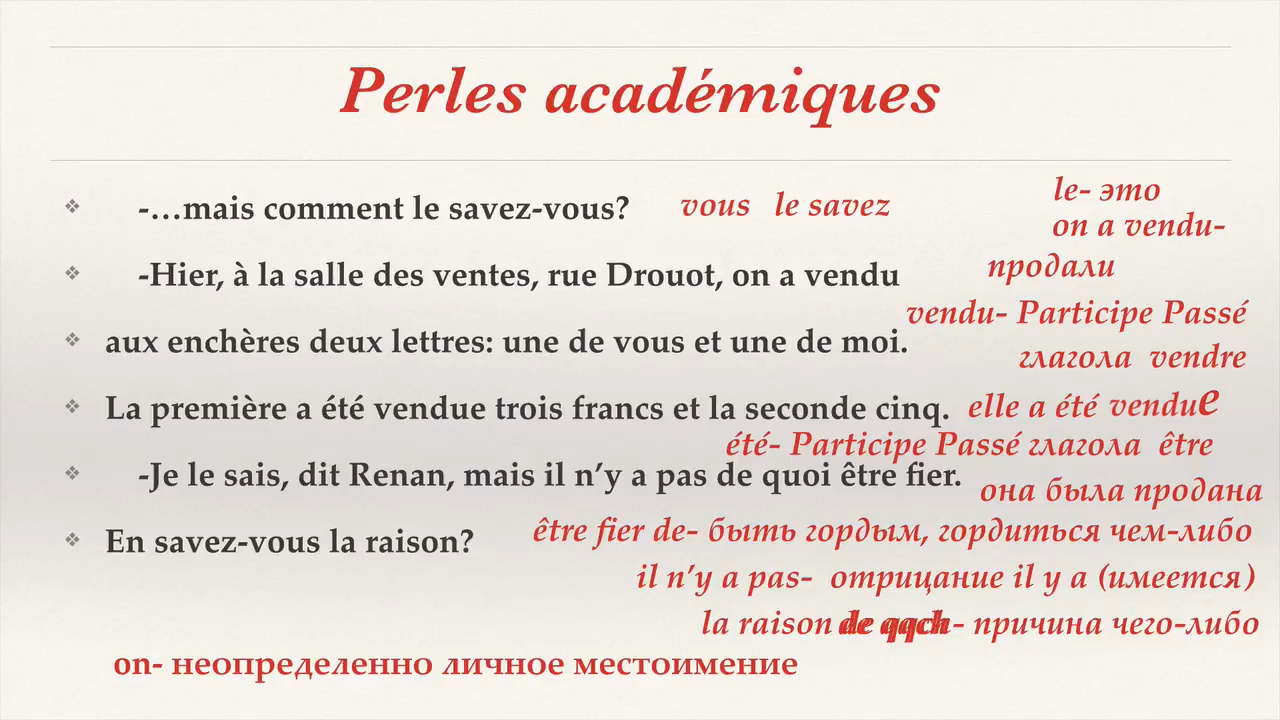 Perles académiques
-…mais comment le savez-vous? vous le savez
le- это
on a vendu-
-Hier, à la salle des ventes, rue Drouot, on a vendu
продали
vendu- Participe Passé
aux enchères deux lettres: une de vous et une de moi.
глагола vendre
La première a été vendue trois francs et la seconde cinq. elle a été vendue
été- Participe Passé глагола être
-Je le sais, dit Renan, mais il n’y a pas de quoi être fier.
она была продана
être fier de- быть гордым, гордиться чем-либо
En savez-vous la raison?
il n’y a pas- отрицание il y a (имеется)
la raison de qqch- причина чего-либо
on- неопределенно личное местоимение